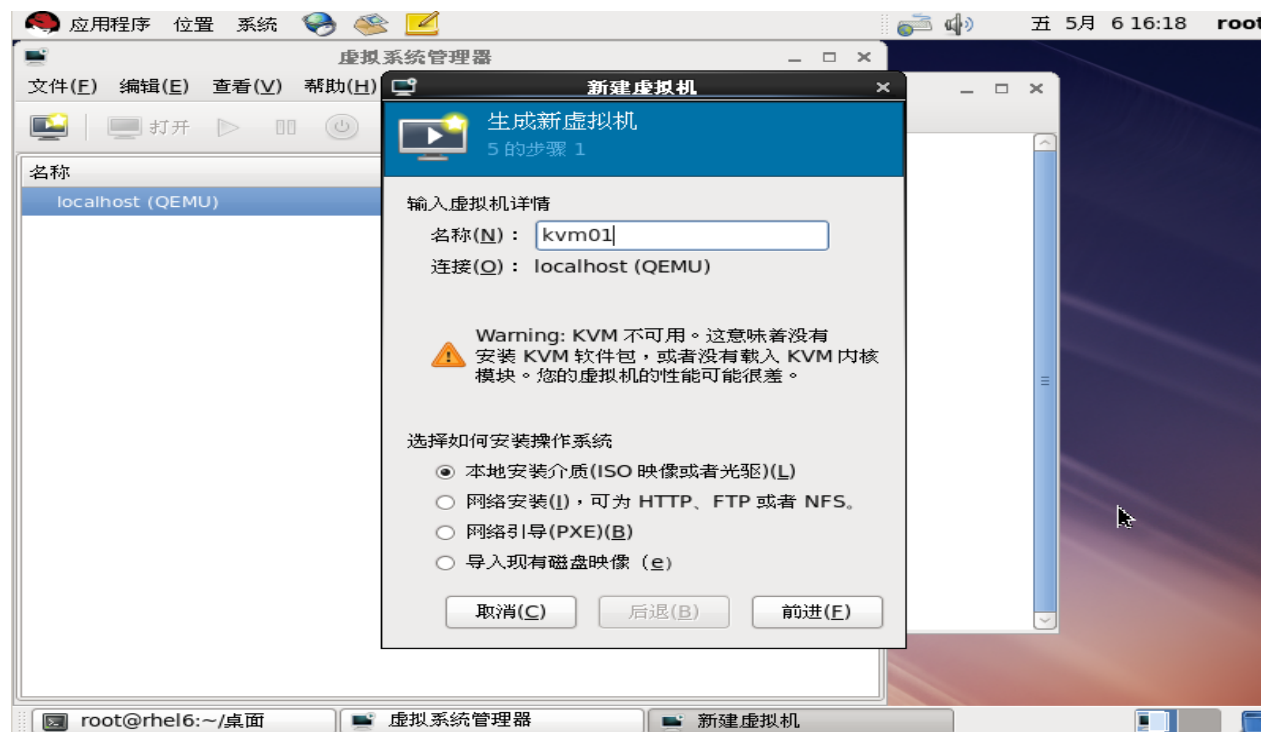 应用程序 位置 系统 五 5月 6 16:18 root
虚拟系统管理器
文件(F) 编辑(E) 查看(V) 帮助(H)
打开
名称
localhost (QEMU)
新建虚拟机
生成新虚拟机
5 的步骤 1
输入虚拟机详情
名称(N)： kvm01
连接(O)： localhost (QEMU)
Warning: KVM 不可用。这意味着没有
安装 KVM 软件包，或者没有载入 KVM 内核
模块。您的虚拟机的性能可能很差。
选择如何安装操作系统
本地安装介质(ISO 映像或者光驱)(L)
网络安装(I)，可为 HTTP、FTP 或者 NFS。
网络引导(PXE)(B)
导入现有磁盘映像（e）
取消(C) 后退(B) 前进(F)
root@rhel6:~/桌面 虚拟系统管理器 新建虚拟机